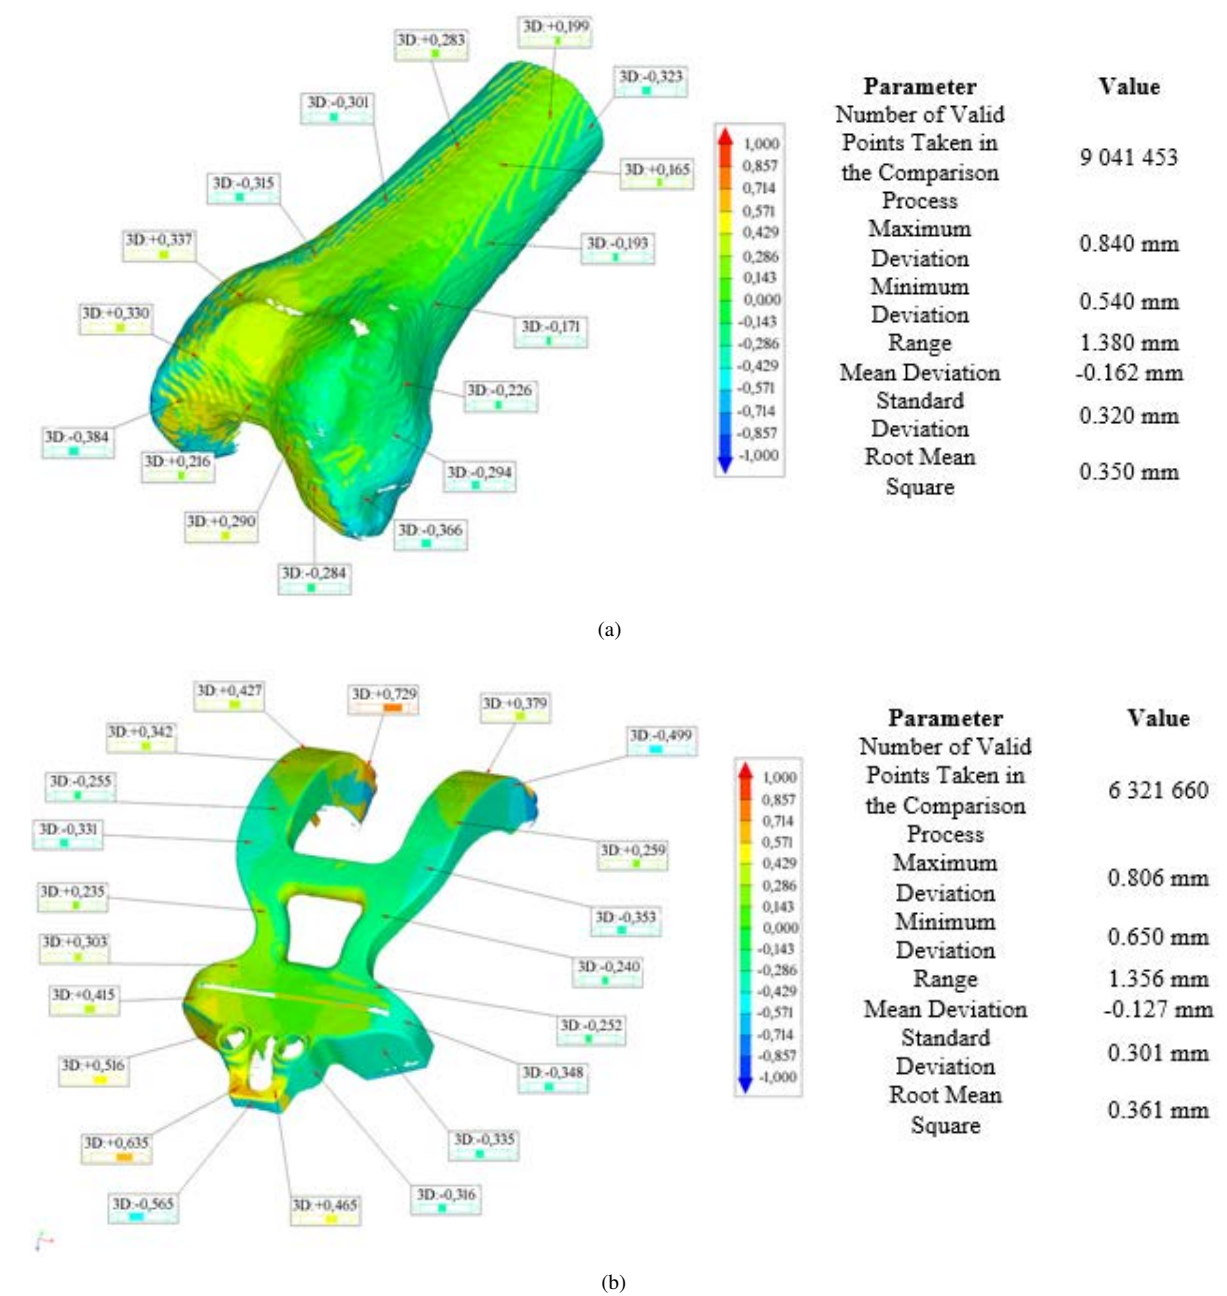 3D:+0,199
3D:+0,283
3D:-0,323
3D:-0,301
3D:+0,165
3D:-0,315
3D:+0,337
3D:-0,193
3D:+0,330
3D:-0,171
3D:-0,226
3D:-0,384
3D:+0,216
3D:-0,294
3D:+0,290
3D:-0,366
3D:-0,284
1,000
0,857
0,714
0,571
0,429
0,286
0,143
0,000
-0,143
-0,286
-0,429
-0,571
-0,714
-0,857
-1,000
Parameter Value
Number of Valid
Points Taken in
the Comparison
Process
9 041 453
Maximum
Deviation
0.840 mm
Minimum
Deviation
0.540 mm
Range 1.380 mm
Mean Deviation -0.162 mm
Standard
Deviation
0.320 mm
Root Mean
Square
0.350 mm
(a)
3D:+0,427
3D:+0,729
3D:+0,379
3D:+0,342
3D:-0,499
3D:-0,255
3D:-0,331
3D:+0,259
3D:+0,235
3D:-0,353
3D:+0,303
3D:-0,240
3D:+0,415
3D:-0,252
3D:+0,516
3D:-0,348
3D:+0,635
3D:-0,335
3D:-0,565
3D:+0,465
3D:-0,316
1,000
0,857
0,714
0,571
0,429
0,286
0,143
0,000
-0,143
-0,286
-0,429
-0,571
-0,714
-0,857
-1,000
Parameter Value
Number of Valid
Points Taken in
the Comparison
Process
6 321 660
Maximum
Deviation
0.806 mm
Minimum
Deviation
0.650 mm
Range 1.356 mm
Mean Deviation -0.127 mm
Standard
Deviation
0.301 mm
Root Mean
Square
0.361 mm
(b)